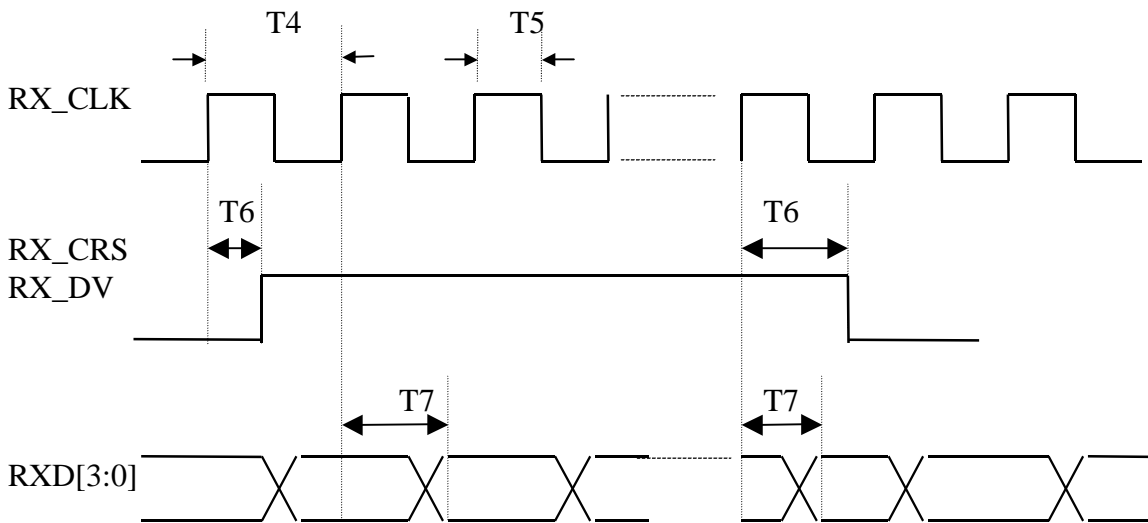 T4
T5
RX_CLK
T6
T6
RX_CRS
RX_DV
T7
T7
RXD[3:0]